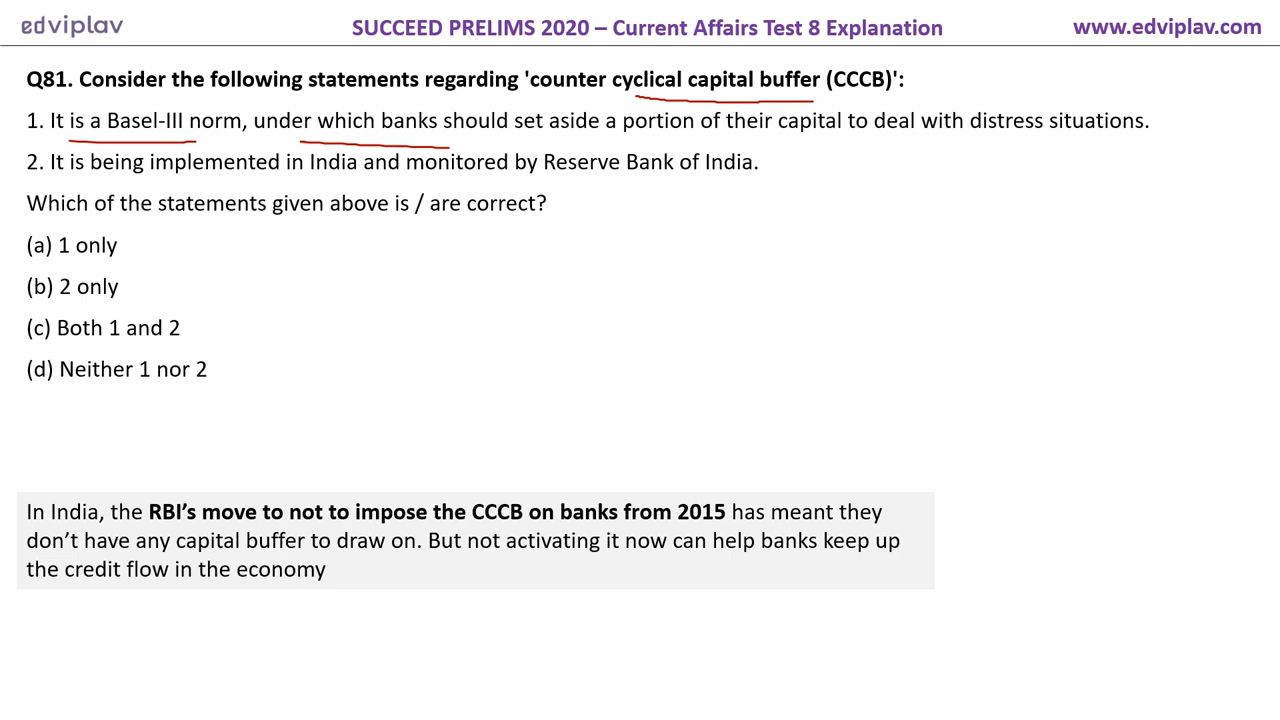 edviplav
SUCCEED PRELIMS 2020 – Current Affairs Test 8 Explanation
www.edviplav.com
Q81. Consider the following statements regarding 'counter cyclical capital buffer (CCCB)':
1. It is a Basel-III norm, under which banks should set aside a portion of their capital to deal with distress situations.
2. It is being implemented in India and monitored by Reserve Bank of India.
Which of the statements given above is / are correct?
(a) 1 only
(b) 2 only
(c) Both 1 and 2
(d) Neither 1 nor 2
In India, the RBI’s move to not to impose the CCCB on banks from 2015 has meant they
don’t have any capital buffer to draw on. But not activating it now can help banks keep up
the credit flow in the economy